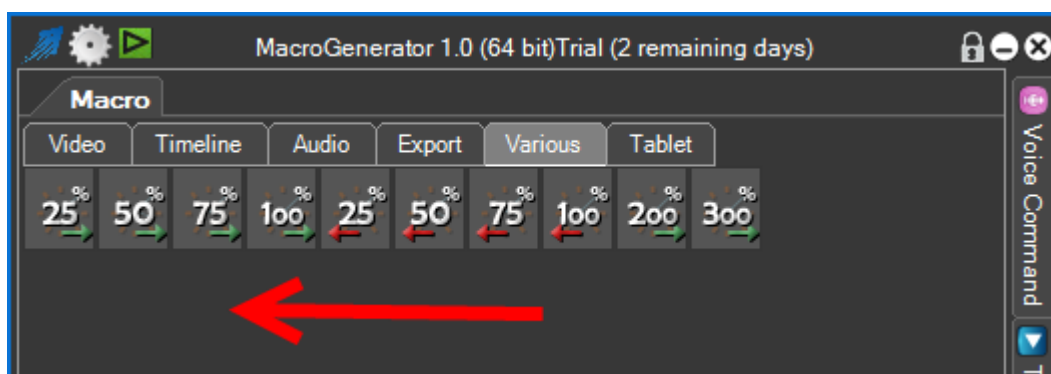 MacroGenerator 1.0 (64 bit)Trial (2 remaining days)
Macro
Video Timeline Audio Export Various Tablet
25% 50% 75% 100% 25% 50% 75% 100% 200% 300%
Voice Command
T